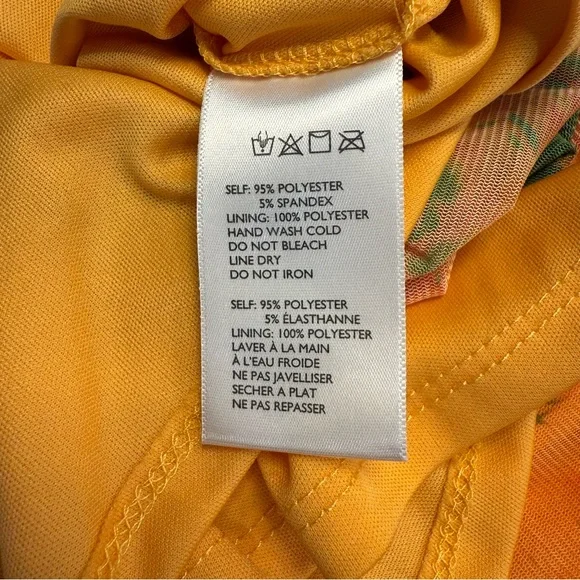 SELF: 95% POLYESTER
5% SPANDEX
LINING: 100% POLYESTER
HAND WASH COLD
DO NOT BLEACH
LINE DRY
DO NOT IRON
SELF: 95% POLYESTER
5% ÉLASTHANNE
LINING: 100% POLYESTER
LAVER À LA MAIN
À L'EAU FROIDE
NE PAS JAVELLISER
SECHER A PLAT
NE PAS REPASSER